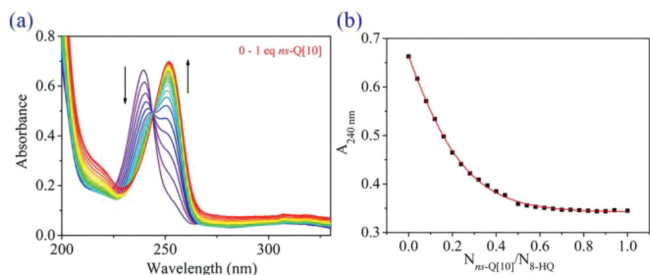 (a)
0.8
0.6
0.4
0.2
0.0
Absorbance
0 - 1 eq ns-Q[10]
200
250
300
Wavelength (nm)
(b)
0.7
0.6
0.5
0.4
0.3
A240 nm
0.0
0.2
0.4
0.6
0.8
1.0
Nns-Q[10]/N8-HQ